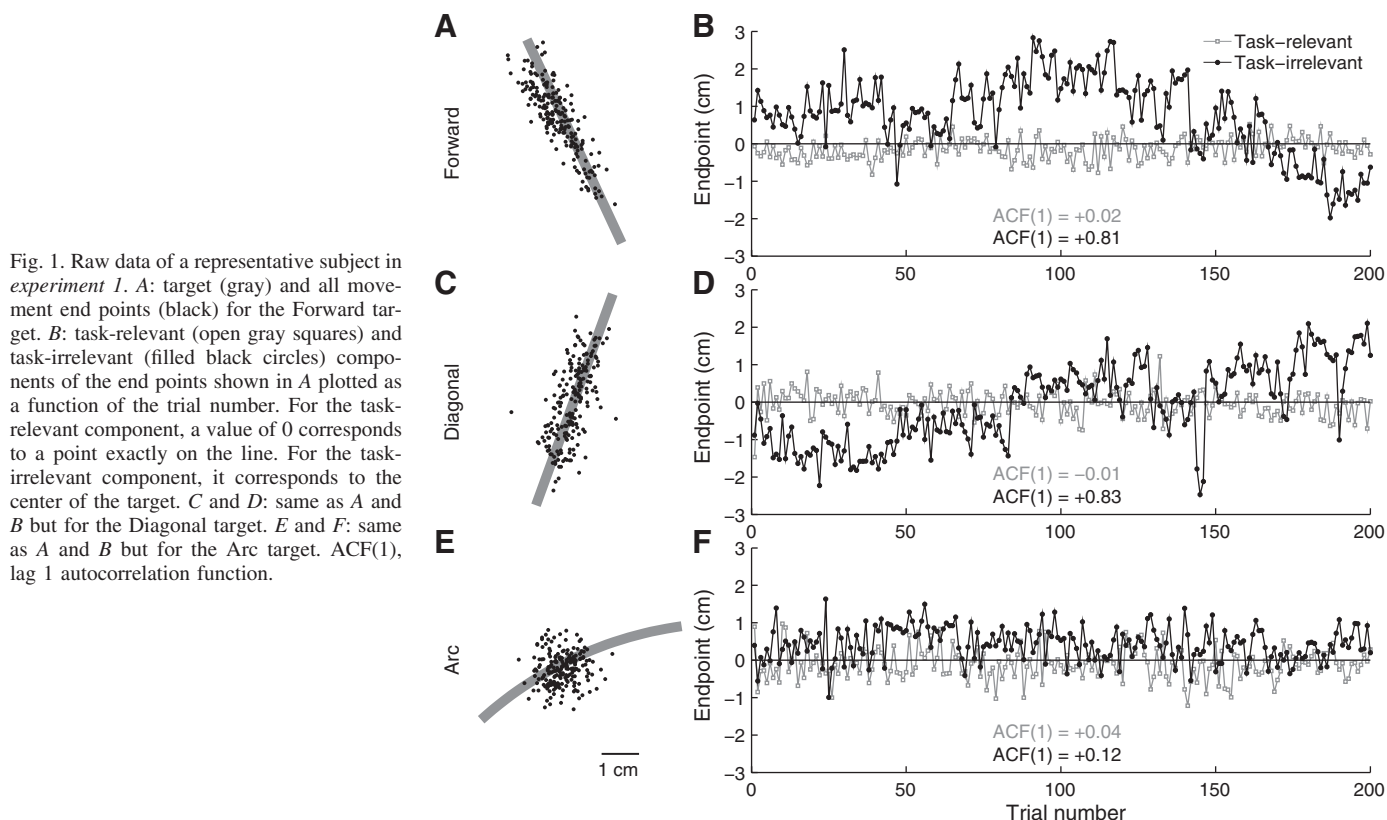 Fig. 1. Raw data of a representative subject in
experiment 1. A: target (gray) and all move-
ment end points (black) for the Forward tar-
get. B: task-relevant (open gray squares) and
task-irrelevant (filled black circles) compo-
nents of the end points shown in A plotted as
a function of the trial number. For the task-
relevant component, a value of 0 corresponds
to a point exactly on the line. For the task-
irrelevant component, it corresponds to the
center of the target. C and D: same as A and
B but for the Diagonal target. E and F: same
as A and B but for the Arc target. ACF(1),
lag 1 autocorrelation function.
A
Forward
B
Endpoint (cm)
3
2
1
0
−1
−2
−3
Task−relevant
Task−irrelevant
ACF(1) = +0.02
ACF(1) = +0.81
0 50 100 150 200
C
Diagonal
D
Endpoint (cm)
3
2
1
0
−1
−2
−3
ACF(1) = −0.01
ACF(1) = +0.83
0 50 100 150 200
E
Arc
1 cm
F
Endpoint (cm)
3
2
1
0
−1
−2
−3
ACF(1) = +0.04
ACF(1) = +0.12
0 50 100 150 200
Trial number